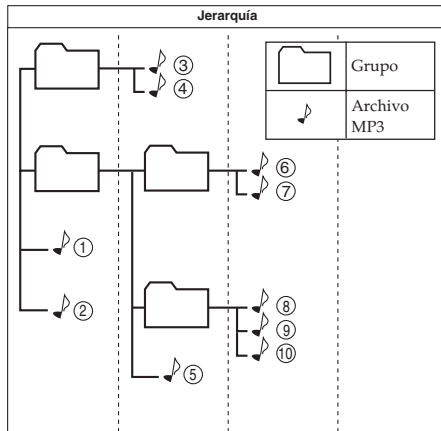 Jerarquía
③
④
Grupo
Archivo
MP3
⑥
⑦
①
②
⑧
⑨
⑩
⑤